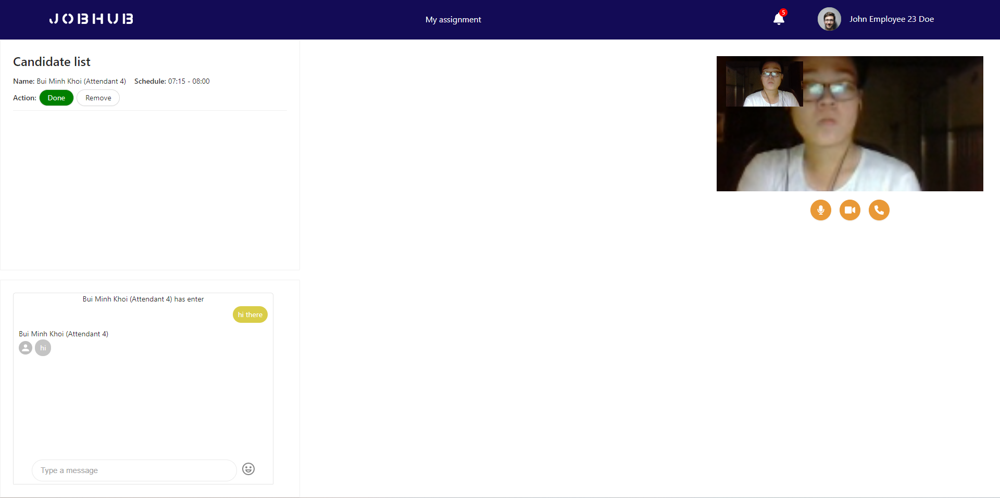 JOBHUB
My assignment
5
John Employee 23 Doe
Candidate list
Name: Bui Minh Khoi (Attendant 4) Schedule: 07:15 - 08:00
Action: Done Remove
Bui Minh Khoi (Attendant 4) has enter
hi there
Bui Minh Khoi (Attendant 4)
hi
Type a message